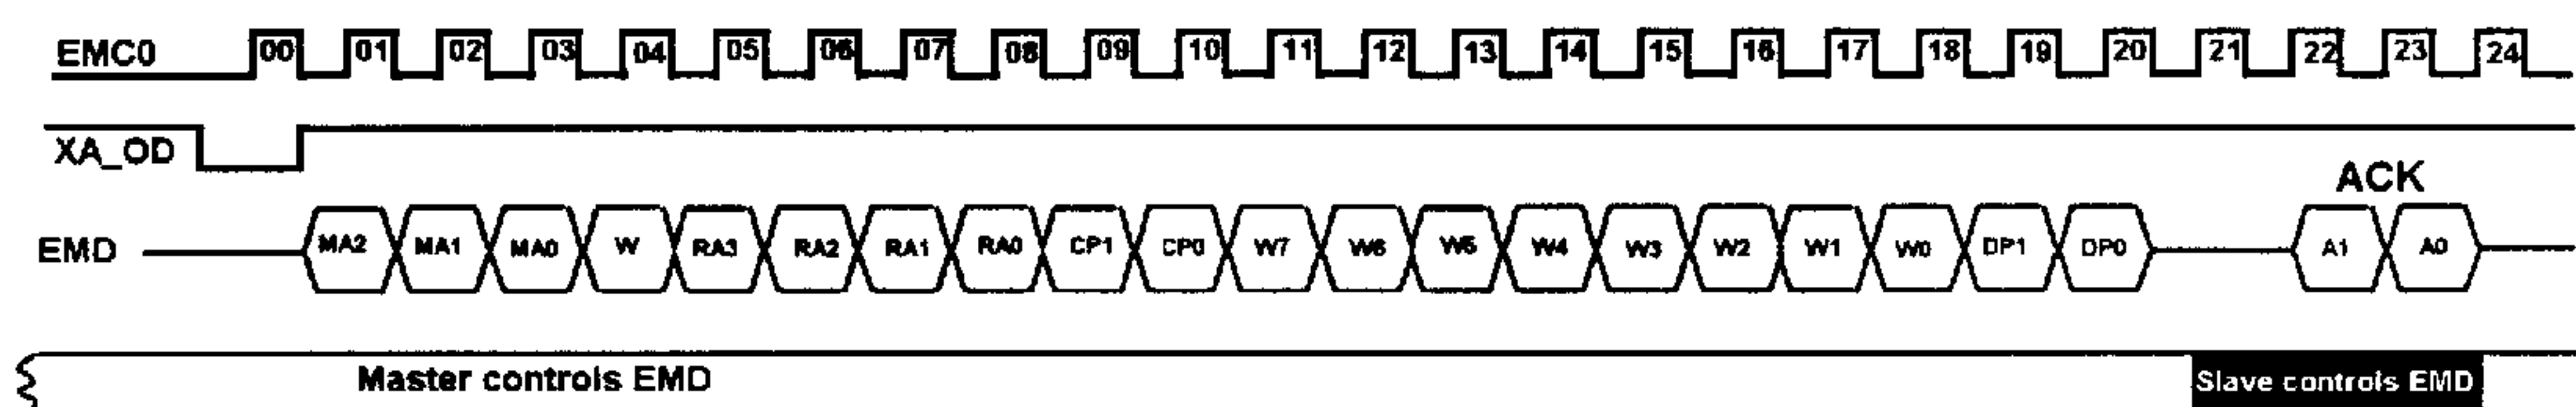 EMC0 00 01 02 03 04 05 06 07 08 09 10 11 12 13 14 15 16 17 18 19 20 21 22 23 24
XA_OD
ACK
EMD MA2 MA1 MA0 W RA3 RA2 RA1 RA0 CP1 CP0 W7 W6 W5 W4 W3 W2 W1 W0 DP1 DP0 A1 A0
Master controls EMD Slave controls EMD